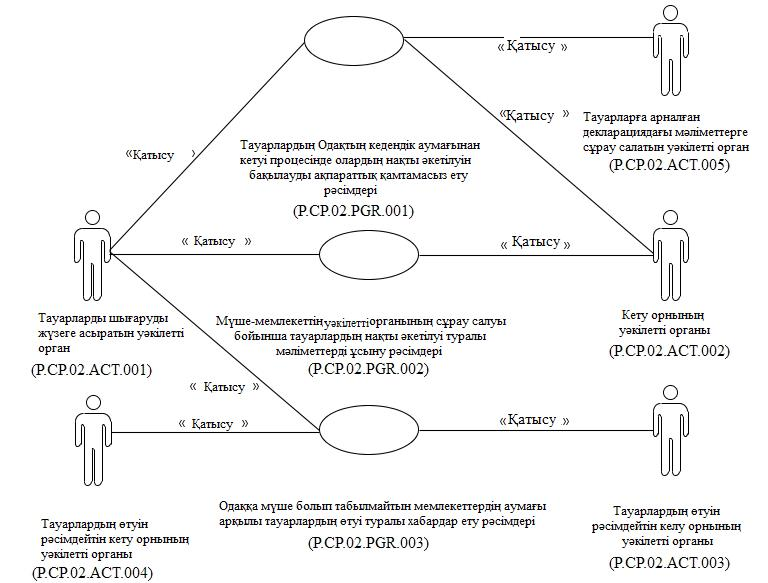 « Қатысу »
«Қатысу »
Тауарларға арналған
декларациядағы мәліметтерге
сұрау салатын уәкілетті орган
(P.CP.02.ACT.005)
«Қатысу »
Тауарлардың Одақтың кедендік аумағынан
кетуі процесінде олардың нақты әкетілуін
бақылауды ақпараттық қамтамасыз ету
рәсімдері
(P.CP.02.PGR.001)
« Қатысу »
« Қатысу »
Тауарларды шығаруды
жүзеге асыратын уәкілетті
орган
(P.CP.02.ACT.001)
Мүше-мемлекеттің уәкілетті органының сұрау салуы
бойынша тауарлардың нақты әкетілуі туралы
мәліметтерді ұсыну рәсімдері
(P.CP.02.PGR.002)
Кету орнының
уәкілетті органы
(P.CP.02.ACT.002)
« Қатысу »
« Қатысу »
«Қатысу »
Тауарлардың өтуін
рәсімдейтін кету орнының
уәкілетті органы
(P.CP.02.ACT.004)
Одаққа мүше болып табылмайтын мемлекеттердің аумағы
арқылы тауарлардың өтуі туралы хабардар ету рәсімдері
(P.CP.02.PGR.003)
Тауарлардың өтуін
рәсімдейтін келу орнының
уәкілетті органы
(P.CP.02.ACT.003)